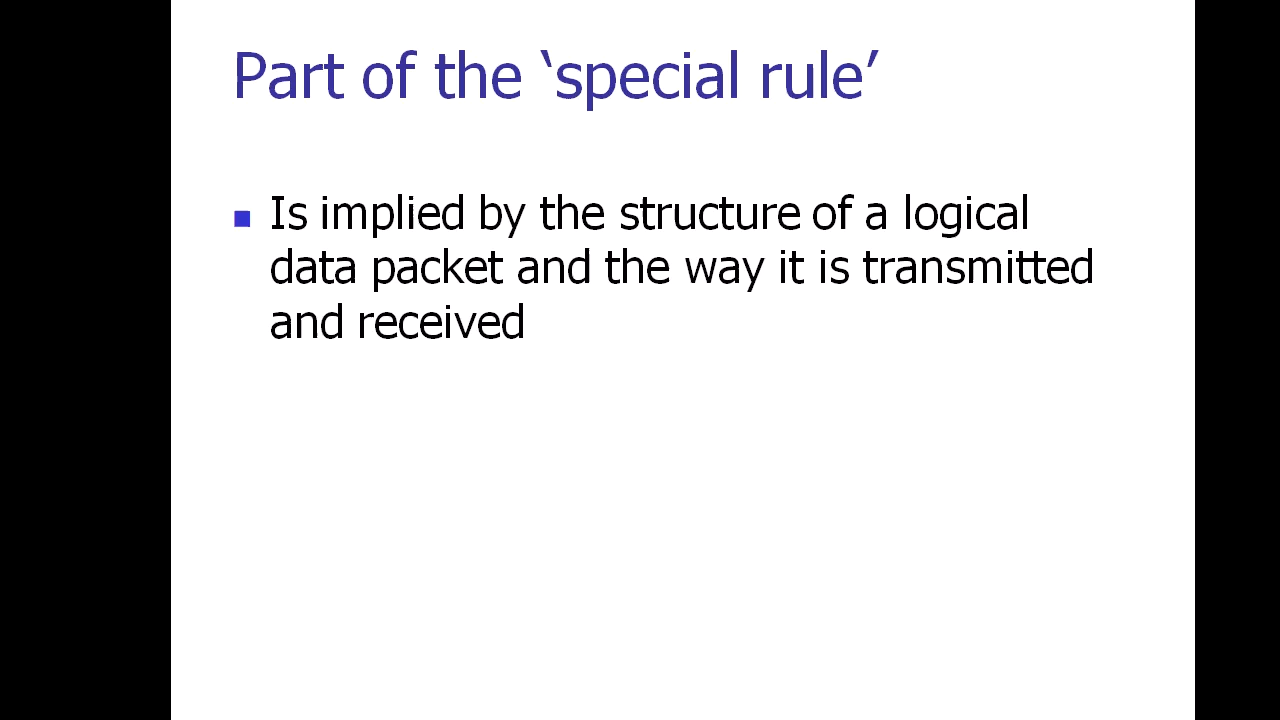 Part of the ‘special rule’
Is implied by the structure of a logical
data packet and the way it is transmitted
and received